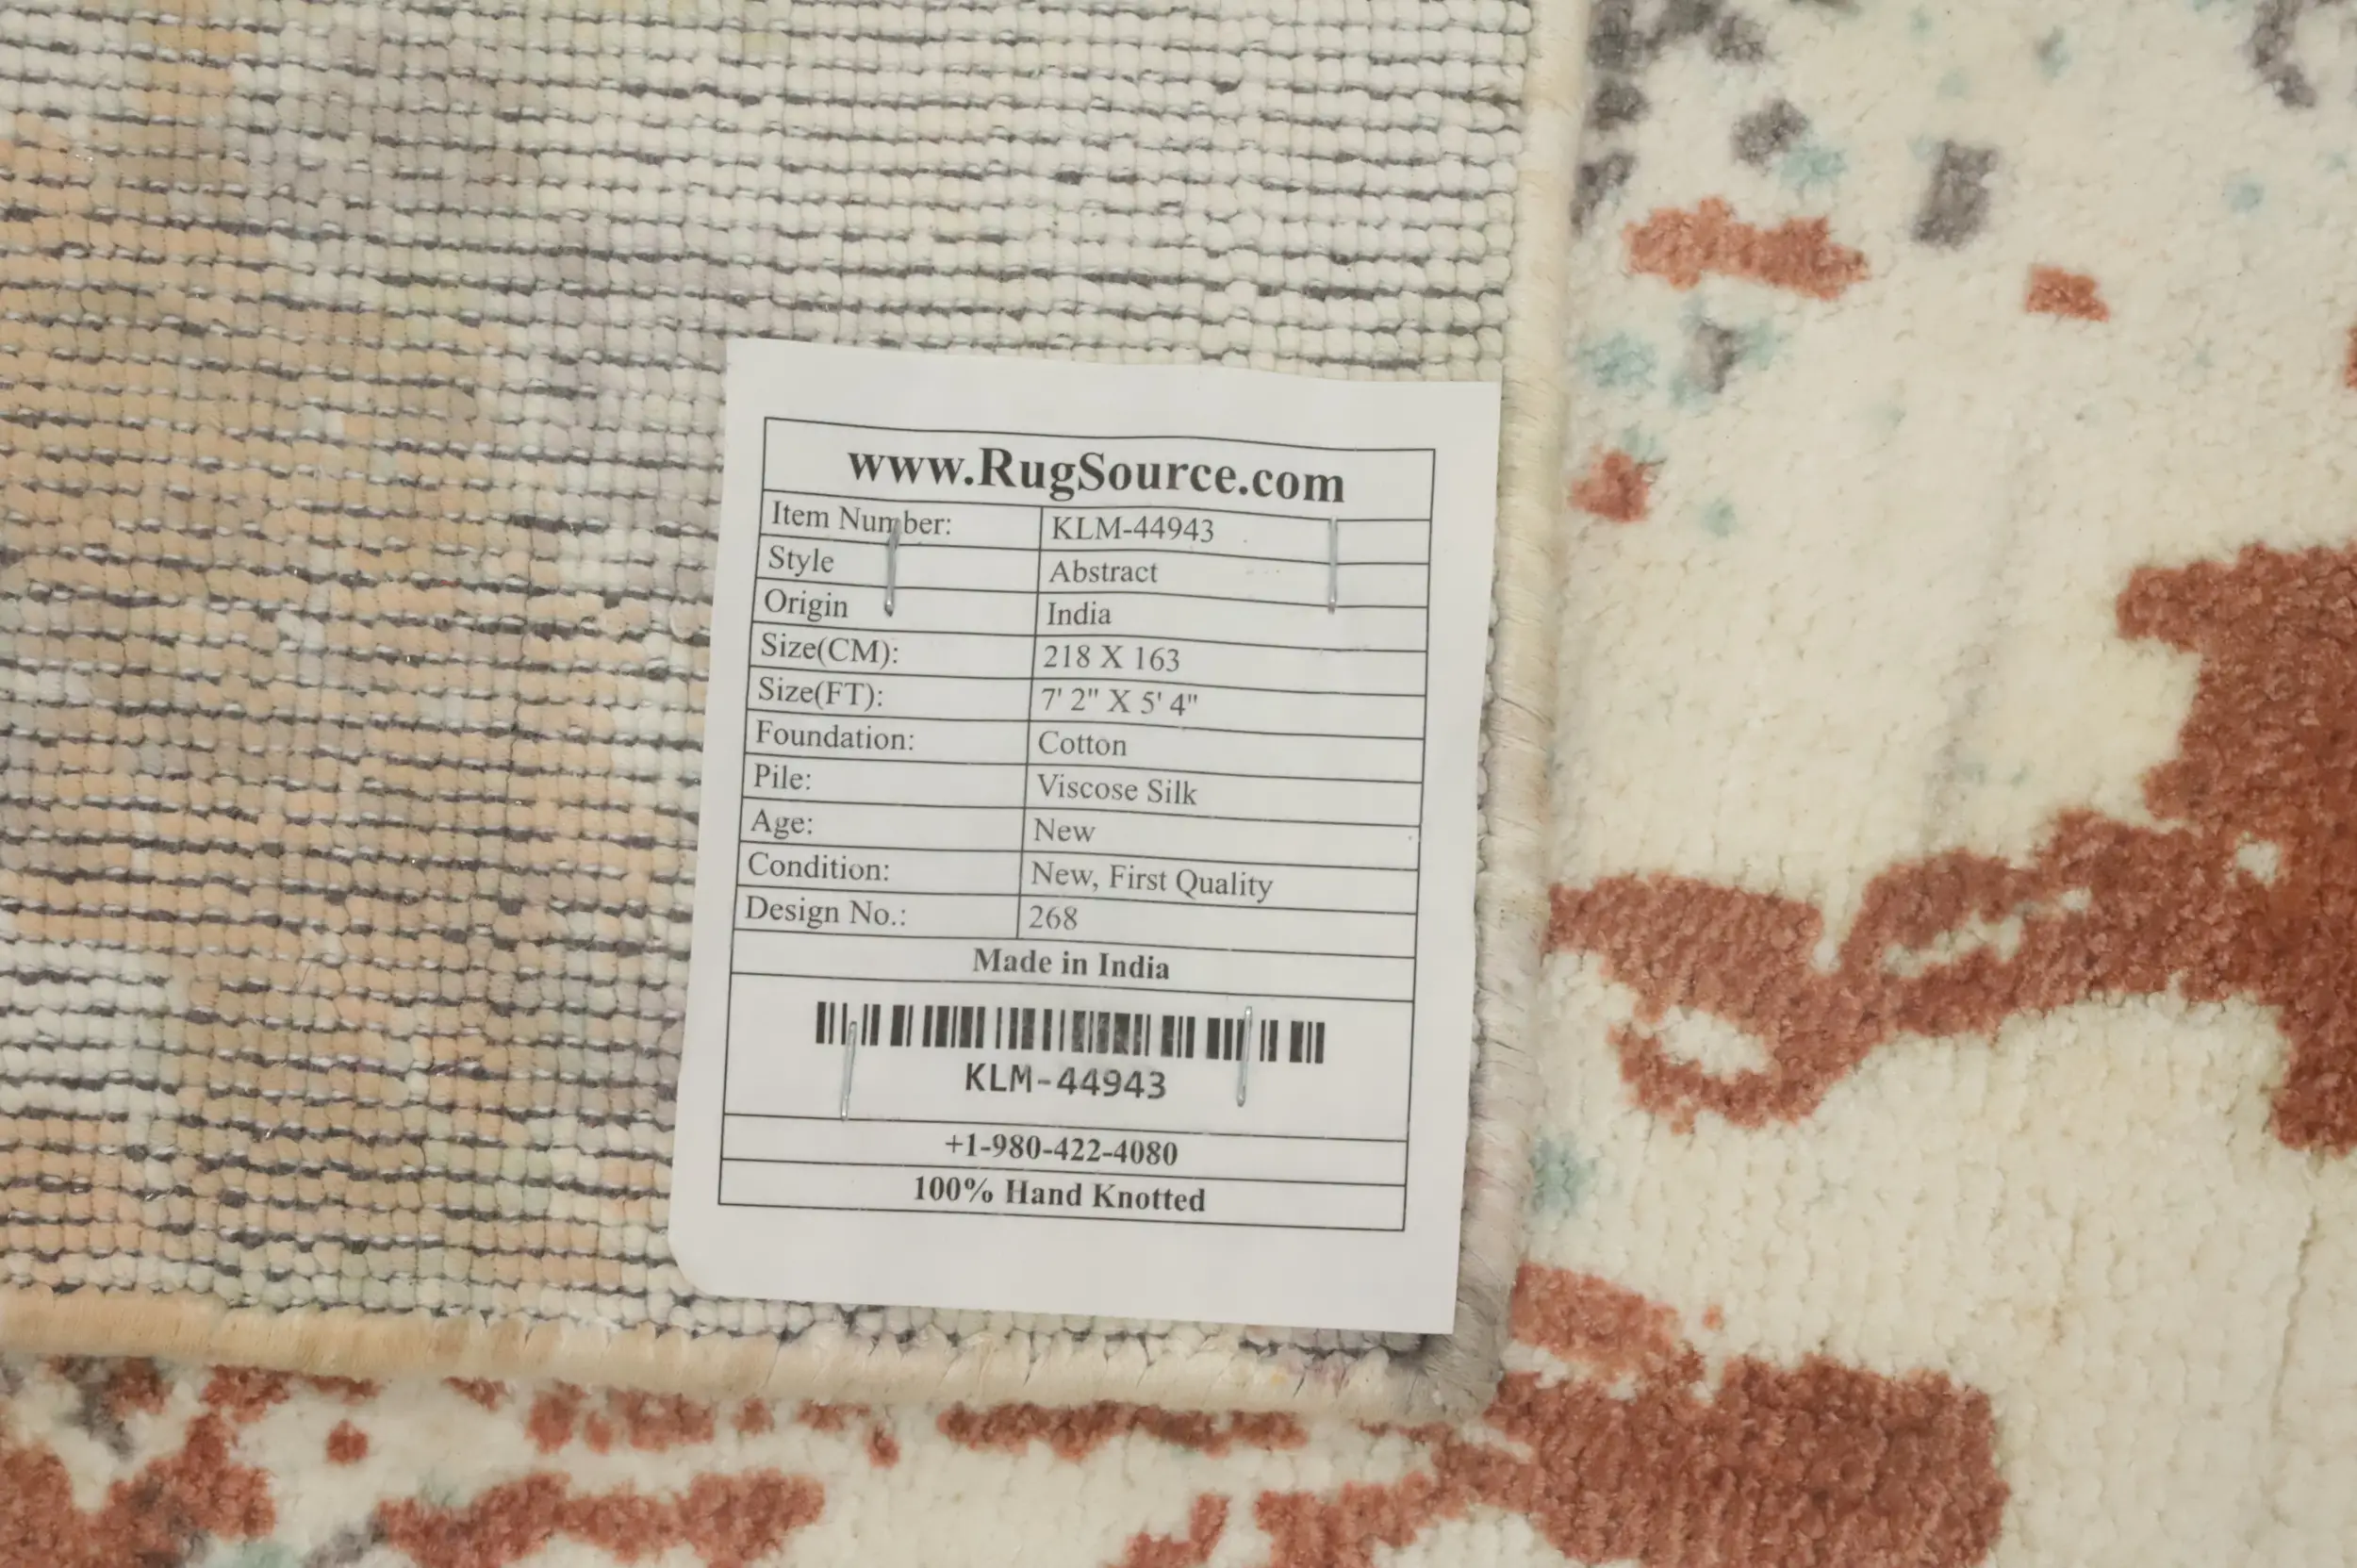 www.RugSource.com
Item Number: KLM-44943
Style Abstract
Origin India
Size(CM): 218 X 163
Size(FT): 7' 2" X 5' 4"
Foundation: Cotton
Pile: Viscose Silk
Age: New
Condition: New, First Quality
Design No.: 268
Made in India
KLM-44943
+1-980-422-4080
100% Hand Knotted